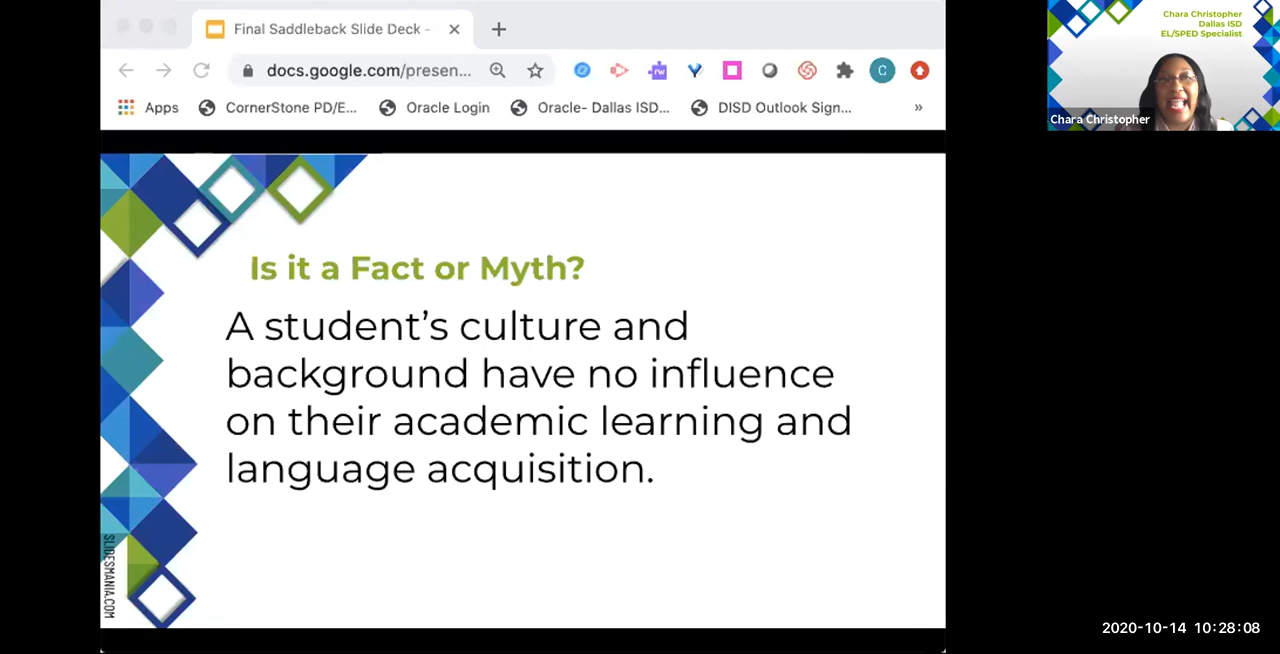 Final Saddleback Slide Deck -
docs.google.com/presen...
rw
C
Apps
CornerStone PD/E...
Oracle Login
Oracle- Dallas ISD...
DISD Outlook Sign...
»
Chara Christopher
Dallas ISD
EL/SPED Specialist
Chara Christopher
Is it a Fact or Myth?
A student’s culture and
background have no influence
on their academic learning and
language acquisition.
SLIDESMANIA.COM
2020-10-14 10:28:08